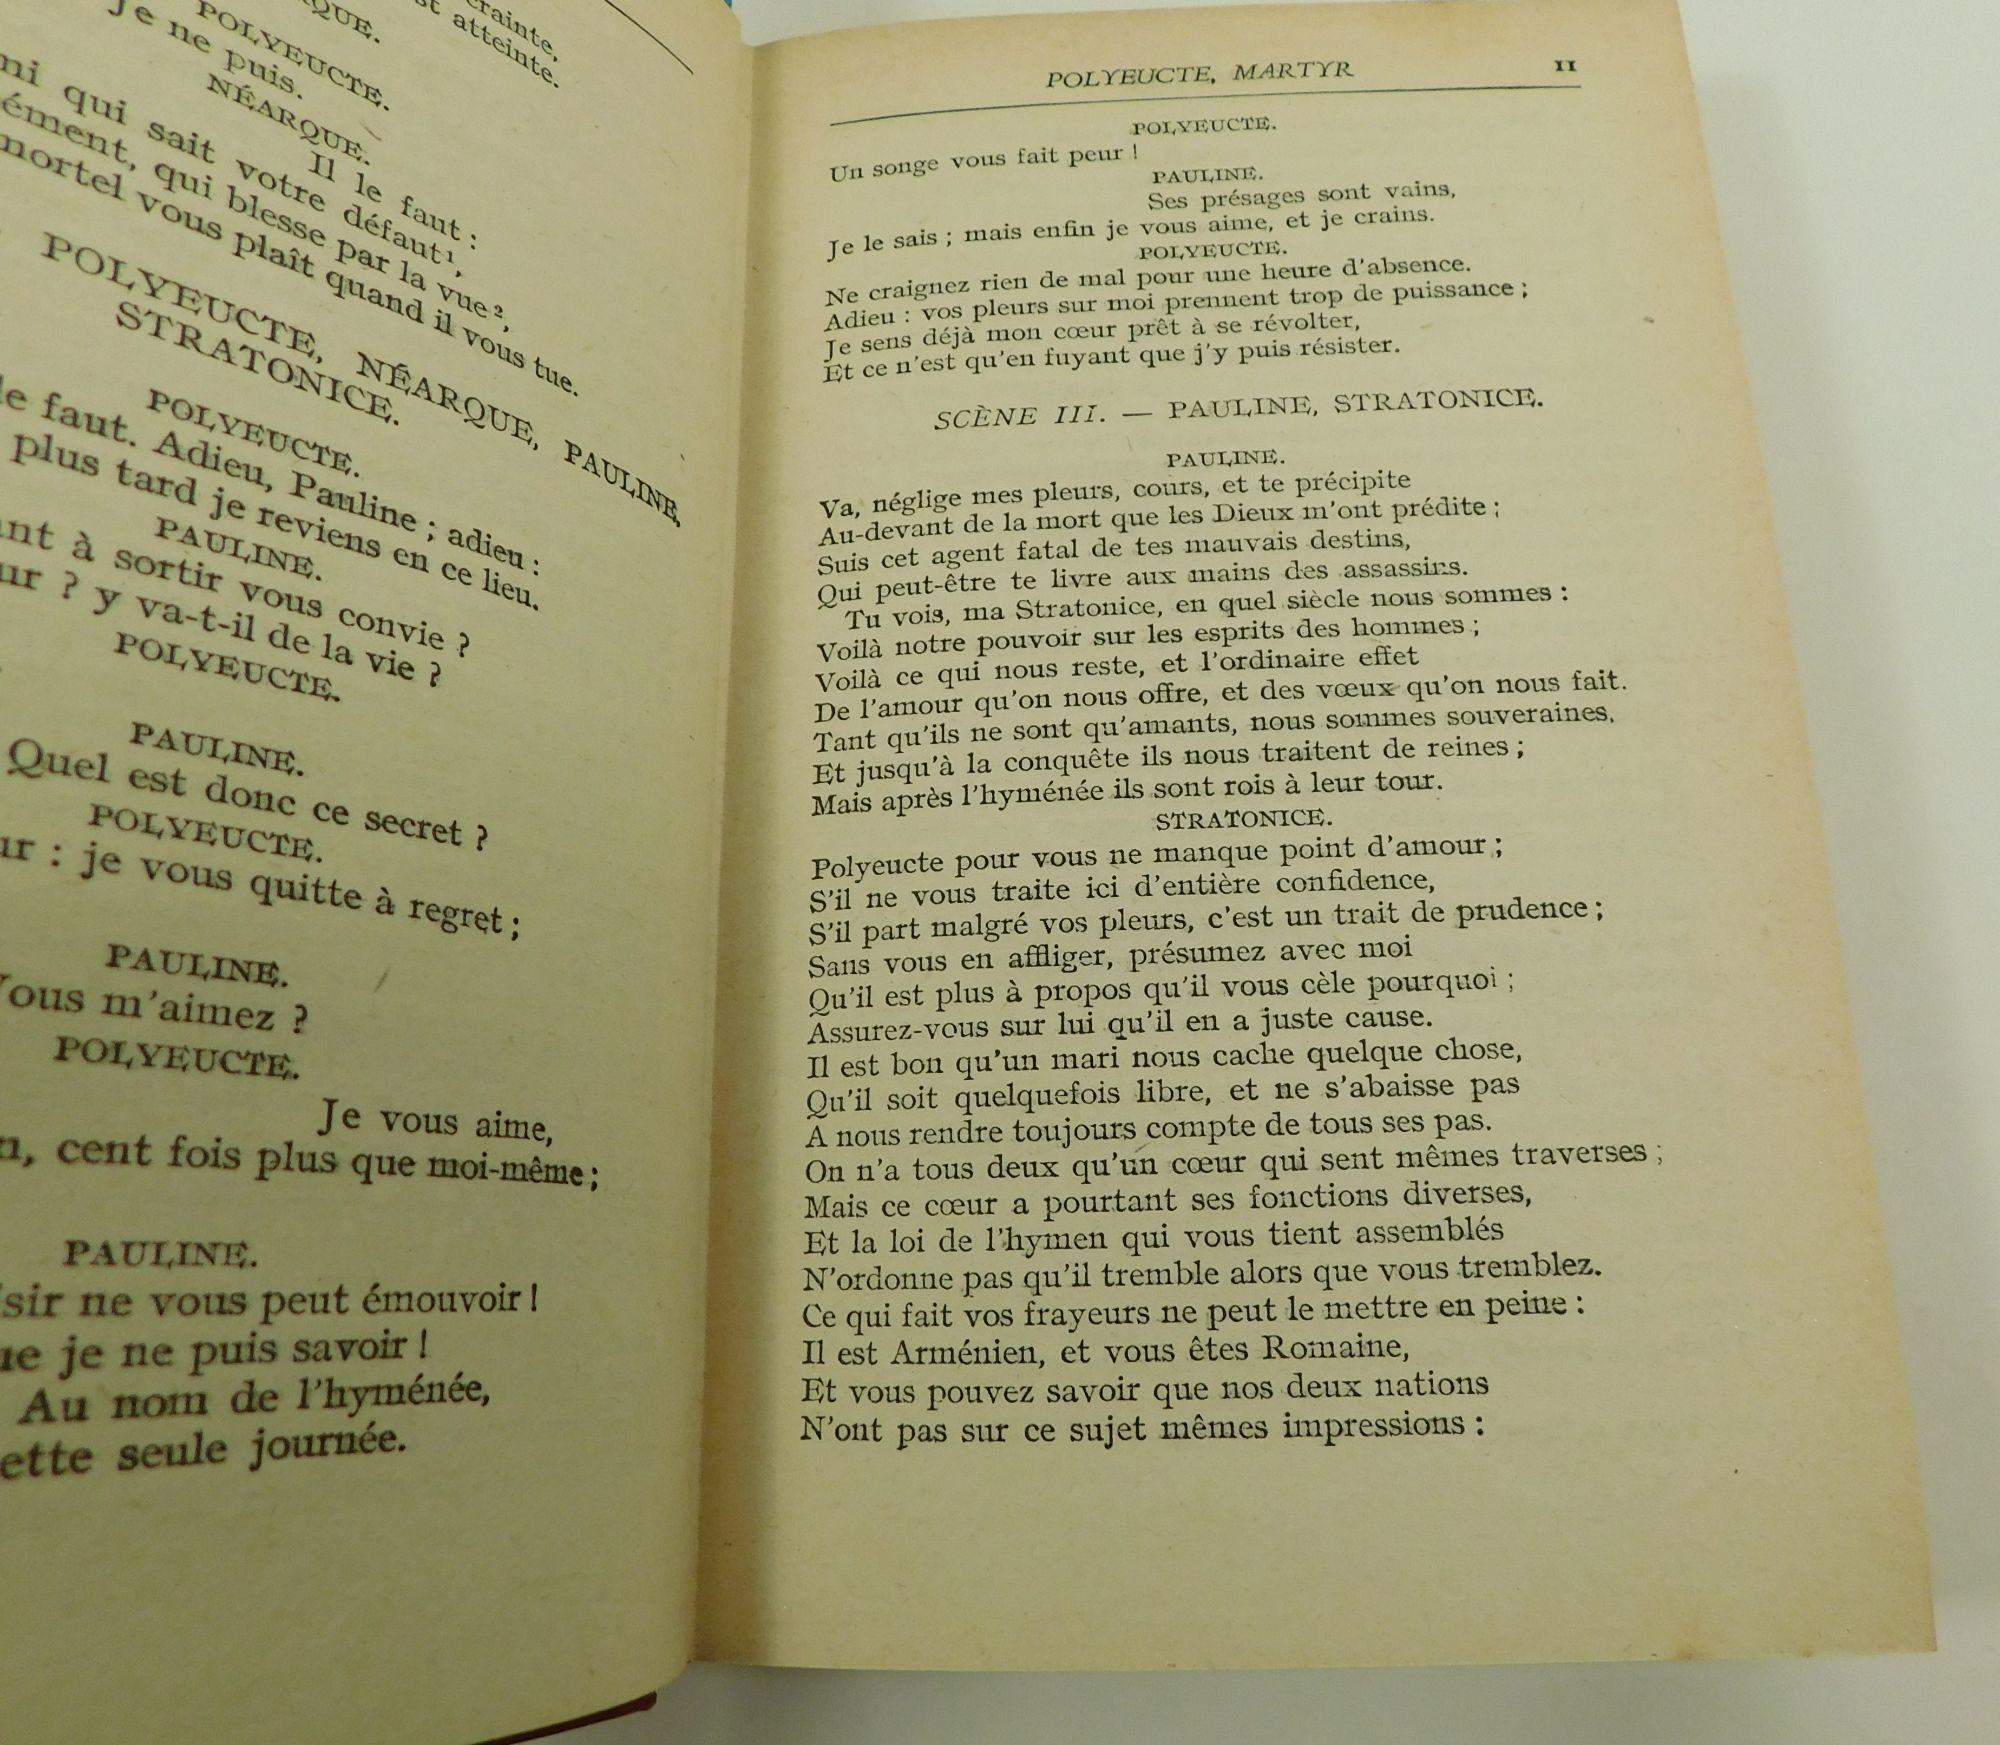 crainte,
st atteinte.
QUE.
POLYEUCTE.
Je ne puis.
NÉARQUE.
Il le faut :
ni qui sait votre défaut¹,
ément, qui blesse par la vue²,
mortel vous plaît quand il vous tue.
POLYEUCTE, NÉARQUE, PAULINE,
STRATONICE.
POLYEUCTE.
le faut. Adieu, Pauline ; adieu :
plus tard je reviens en ce lieu.
PAULINE.
ant à sortir vous convie ?
ur ? y va-t-il de la vie ?
POLYEUCTE.
PAULINE.
Quel est donc ce secret ?
POLYEUCTE.
ur : je vous quitte à regret ;
PAULINE.
Vous m'aimez ?
POLYEUCTE.
Je vous aime,
n, cent fois plus que moi-même ;
PAULINE.
sir ne vous peut émouvoir !
ue je ne puis savoir !
Au nom de l'hyménée,
ette seule journée.
POLYEUCTE, MARTYR 11
POLYEUCTE.
Un songe vous fait peur !
PAULINE.
Ses présages sont vains,
Je le sais ; mais enfin je vous aime, et je crains.
POLYEUCTE.
Ne craignez rien de mal pour une heure d'absence.
Adieu : vos pleurs sur moi prennent trop de puissance ;
Je sens déjà mon cœur prêt à se révolter,
Et ce n'est qu'en fuyant que j'y puis résister.
SCÈNE III. — PAULINE, STRATONICE.
PAULINE.
Va, néglige mes pleurs, cours, et te précipite
Au-devant de la mort que les Dieux m'ont prédite ;
Suis cet agent fatal de tes mauvais destins,
Qui peut-être te livre aux mains des assassins.
Tu vois, ma Stratonice, en quel siècle nous sommes :
Voilà notre pouvoir sur les esprits des hommes ;
Voilà ce qui nous reste, et l'ordinaire effet
De l'amour qu'on nous offre, et des vœux qu'on nous fait.
Tant qu'ils ne sont qu'amants, nous sommes souveraines,
Et jusqu'à la conquête ils nous traitent de reines ;
Mais après l'hyménée ils sont rois à leur tour.
STRATONICE.
Polyeucte pour vous ne manque point d'amour ;
S'il ne vous traite ici d'entière confidence,
S'il part malgré vos pleurs, c'est un trait de prudence ;
Sans vous en affliger, présumez avec moi
Qu'il est plus à propos qu'il vous cèle pourquoi ;
Assurez-vous sur lui qu'il en a juste cause.
Il est bon qu'un mari nous cache quelque chose,
Qu'il soit quelquefois libre, et ne s'abaisse pas
A nous rendre toujours compte de tous ses pas.
On n'a tous deux qu'un cœur qui sent mêmes traverses ;
Mais ce cœur a pourtant ses fonctions diverses,
Et la loi de l'hymen qui vous tient assemblés
N'ordonne pas qu'il tremble alors que vous tremblez.
Ce qui fait vos frayeurs ne peut le mettre en peine :
Il est Arménien, et vous êtes Romaine,
Et vous pouvez savoir que nos deux nations
N'ont pas sur ce sujet mêmes impressions :